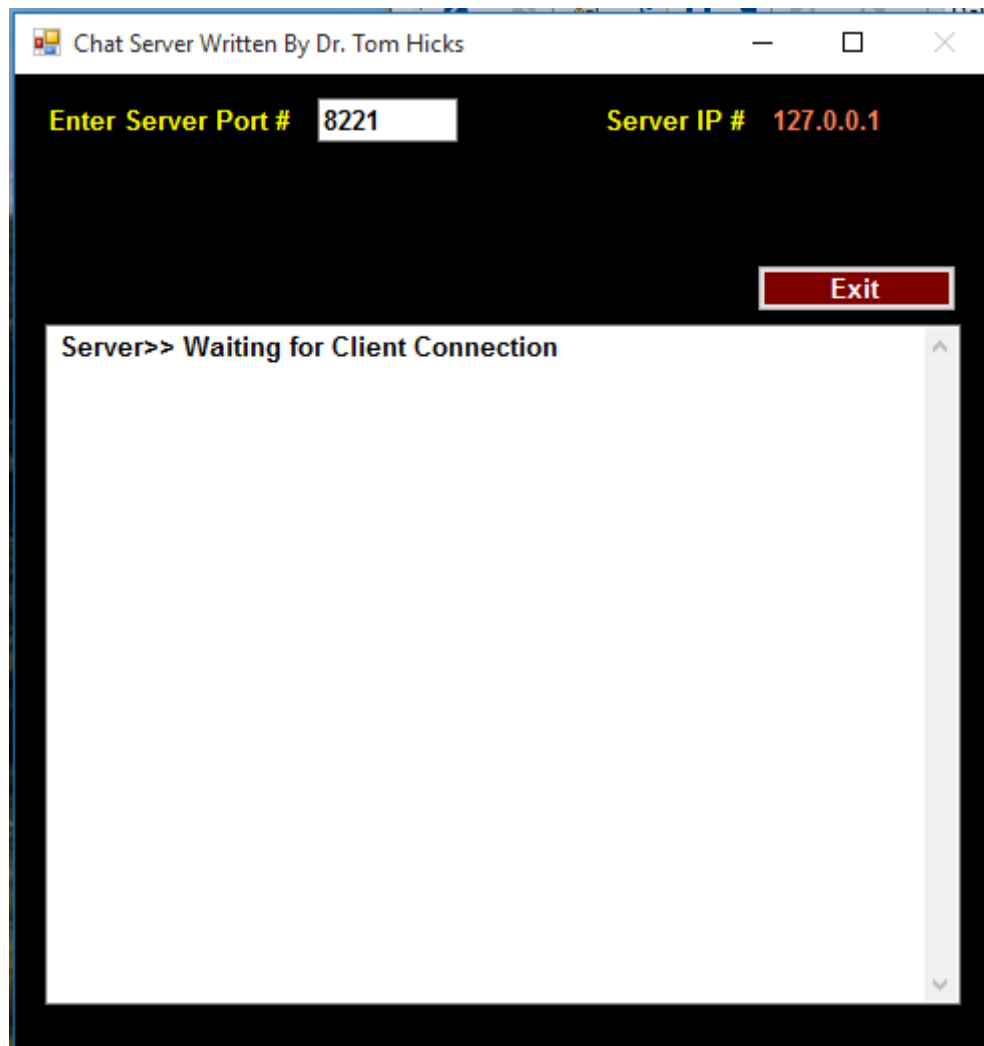 Chat Server Written By Dr. Tom Hicks
Enter Server Port # 8221 Server IP # 127.0.0.1
Exit
Server>> Waiting for Client Connection